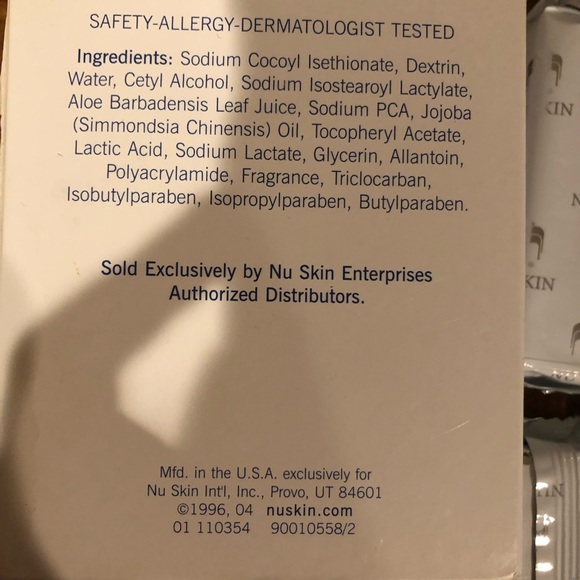 SAFETY-ALLERGY-DERMATOLOGIST TESTED
Ingredients: Sodium Cocoyl Isethionate, Dextrin,
Water, Cetyl Alcohol, Sodium Isostearoyl Lactylate,
Aloe Barbadensis Leaf Juice, Sodium PCA, Jojoba
(Simmondsia Chinensis) Oil, Tocopheryl Acetate,
Lactic Acid, Sodium Lactate, Glycerin, Allantoin,
Polyacrylamide, Fragrance, Triclocarban,
Isobutylparaben, Isopropylparaben, Butylparaben.
Sold Exclusively by Nu Skin Enterprises
Authorized Distributors.
Mfd. in the U.S.A. exclusively for
Nu Skin Int'l, Inc., Provo, UT 84601
©1996, 04 nuskin.com
01 110354 90010558/2
KIN
SKIN